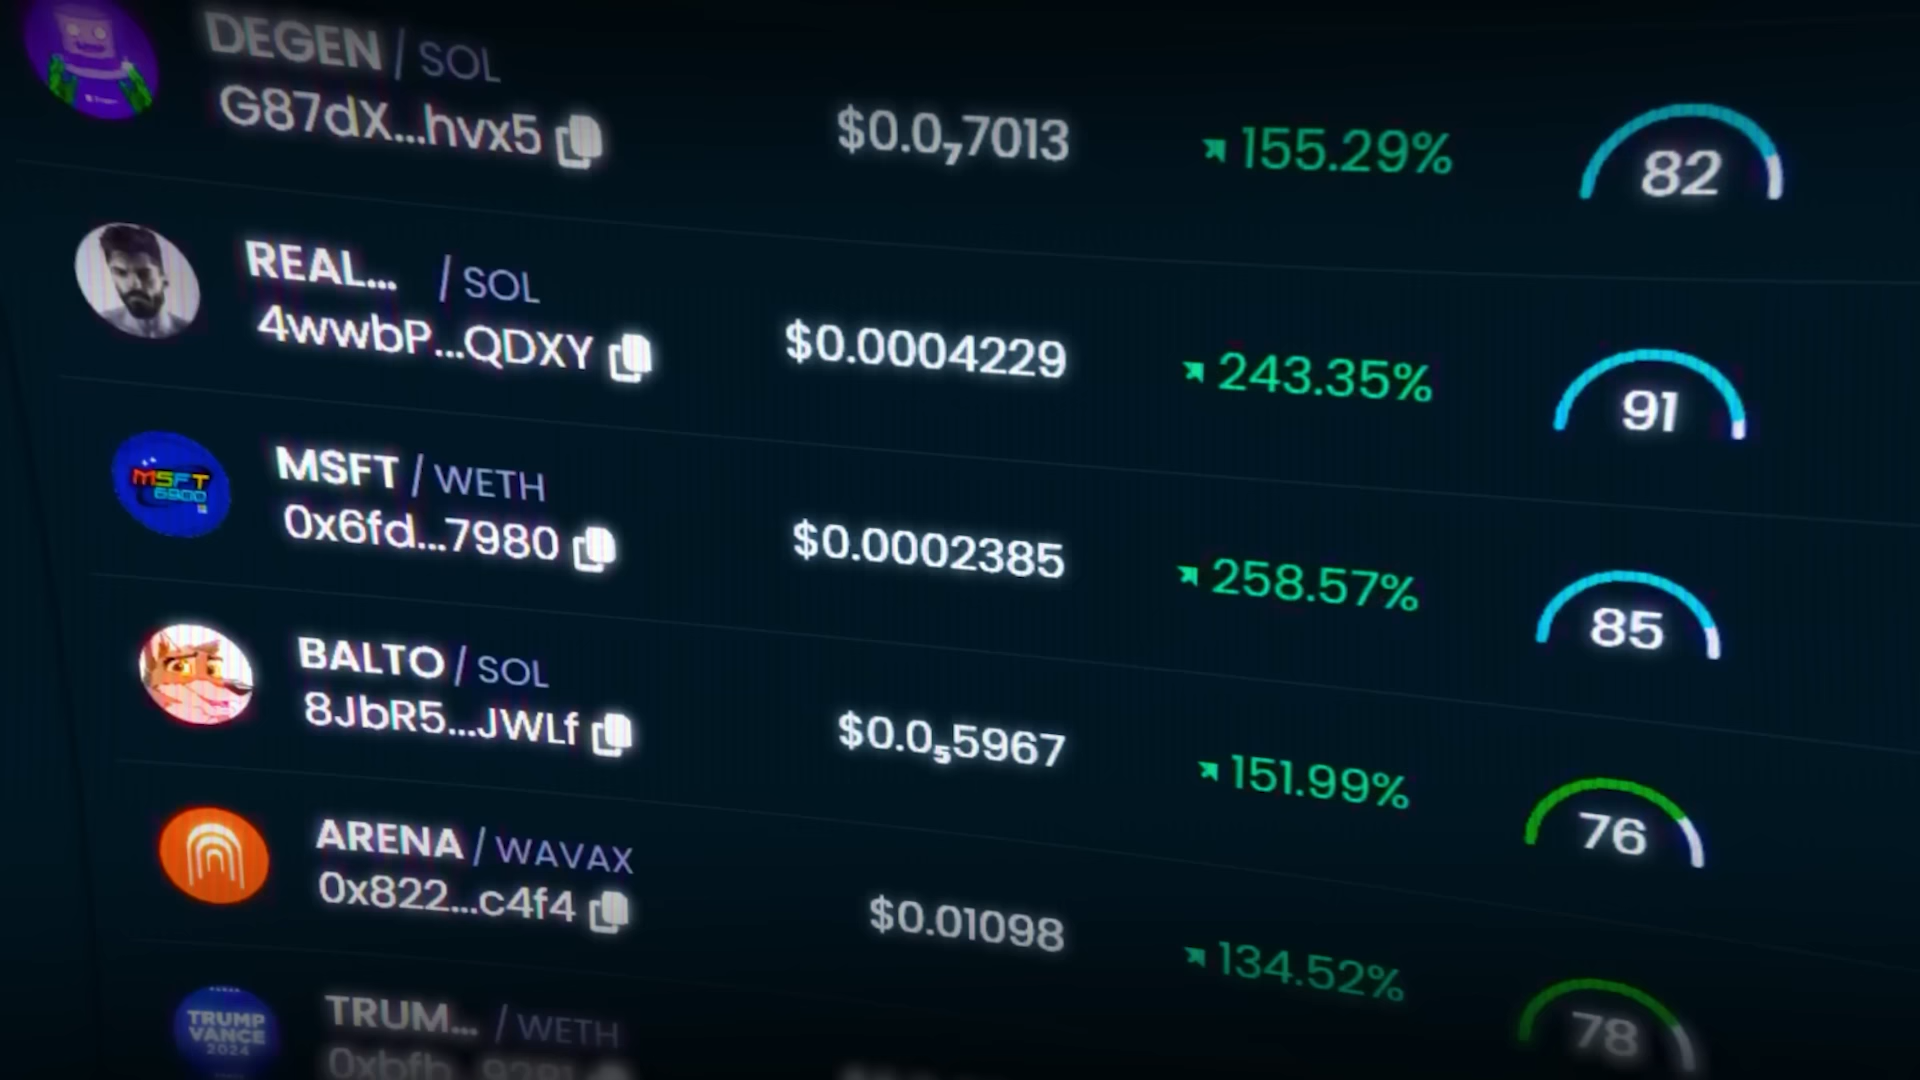 DEGEN / SOL
G87dX...hvx5
$0.0₇7013
155.29%
82
REAL... / SOL
4wwbP...QDXY
$0.0004229
243.35%
91
MSFT
6900
MSFT / WETH
0x6fd...7980
$0.0002385
258.57%
85
BALTO / SOL
8JbR5...JWLf
$0.0₅5967
151.99%
76
ARENA / WAVAX
0x822...c4f4
$0.01098
134.52%
78
TRUMP
VANCE
2024
TRUM... / WETH